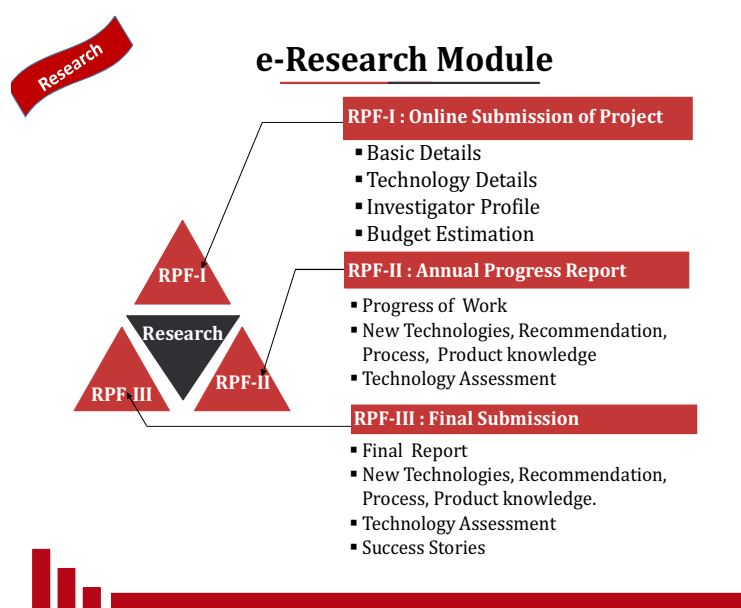 Research
e-Research Module
RPF-I : Online Submission of Project
▪ Basic Details
▪ Technology Details
▪ Investigator Profile
▪ Budget Estimation
RPF-I
Research
RPF-III
RPF-II
RPF-II : Annual Progress Report
▪ Progress of Work
▪ New Technologies, Recommendation,
Process, Product knowledge
▪ Technology Assessment
RPF-III : Final Submission
▪ Final Report
▪ New Technologies, Recommendation,
Process, Product knowledge.
▪ Technology Assessment
▪ Success Stories